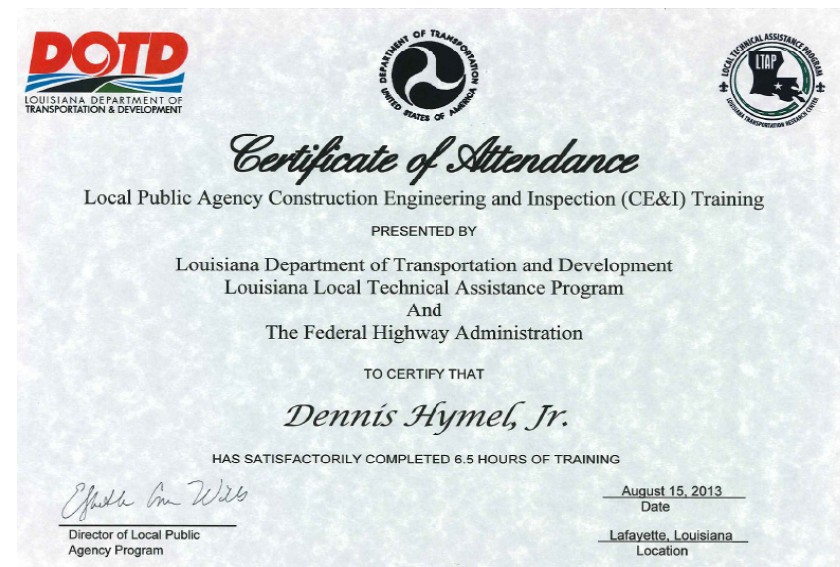 DOTD
LOUISIANA DEPARTMENT OF
TRANSPORTATION & DEVELOPMENT
DEPARTMENT OF TRANSPORTATION
UNITED STATES OF AMERICA
LOCAL TECHNICAL ASSISTANCE PROGRAM
LTAP
LOUISIANA TRANSPORTATION RESEARCH CENTER
Certificate of Attendance
Local Public Agency Construction Engineering and Inspection (CE&I) Training
PRESENTED BY
Louisiana Department of Transportation and Development
Louisiana Local Technical Assistance Program
And
The Federal Highway Administration
TO CERTIFY THAT
Dennis Hymel, Jr.
HAS SATISFACTORILY COMPLETED 6.5 HOURS OF TRAINING
August 15, 2013
Date
Director of Local Public
Agency Program
Lafayette, Louisiana
Location